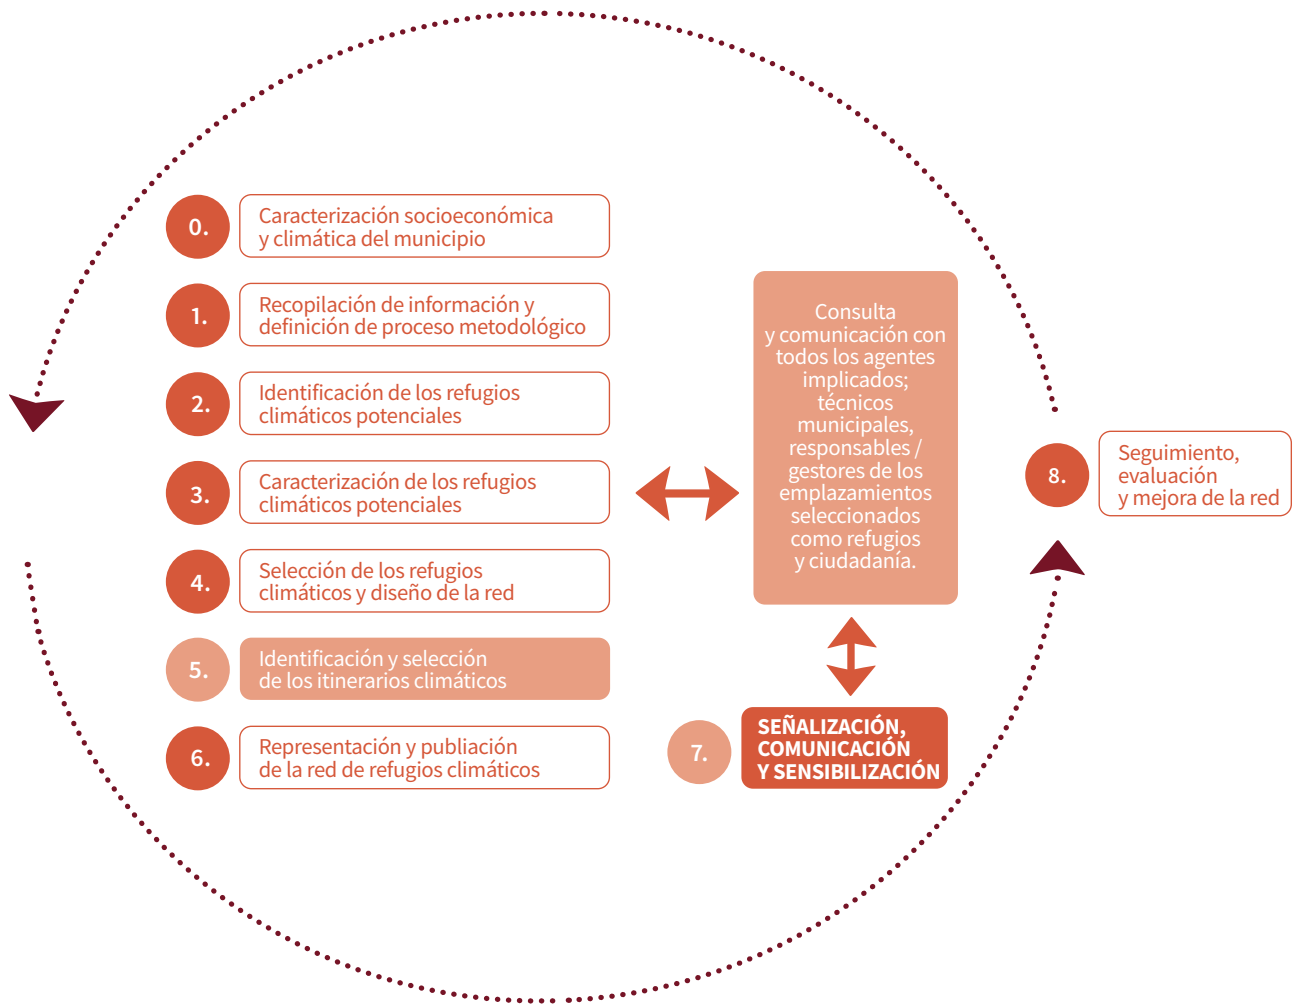 0.
Caracterización socioeconómica
y climática del municipio
1.
Recopilación de información y
definición de proceso metodológico
2.
Identificación de los refugios
climáticos potenciales
3.
Caracterización de los refugios
climáticos potenciales
4.
Selección de los refugios
climáticos y diseño de la red
5.
Identificación y selección
de los itinerarios climáticos
6.
Representación y publiación
de la red de refugios climáticos
Consulta
y comunicación con
todos los agentes
implicados;
técnicos
municipales,
responsables /
gestores de los
emplazamientos
seleccionados
como refugios
y ciudadanía.
7.
SEÑALIZACIÓN,
COMUNICACIÓN
Y SENSIBILIZACIÓN
8.
Seguimiento,
evaluación
y mejora de la red